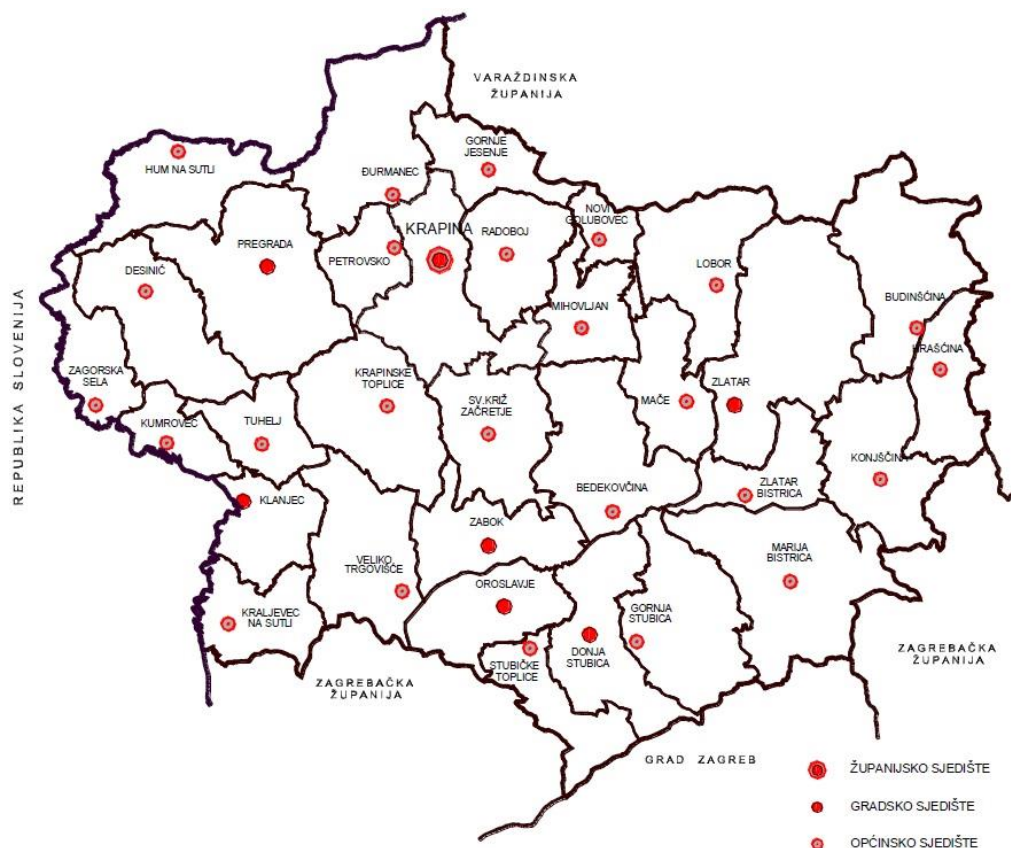 VARAŽDINSKA
ŽUPANIJA
GORNJE
JESENJE
HUM NA SUTLI
ĐURMANEC
NOVI
GOLUBOVEC
KRAPINA
RADOBOJ
PREGRADA
PETROVSKO
LOBOR
DESINIĆ
BUDINŠĆINA
MIHOVLJAN
HRAŠĆINA
REPUBLIKA SLOVENIJA
ZAGORSKA
SELA
KRAPINSKE
TOPLICE
SV.KRIŽ
ZAČRETJE
MAČE
ZLATAR
KUMROVEC
TUHELJ
KONJŠČINA
KLANJEC
BEDEKOVČINA
ZLATAR
BISTRICA
ZABOK
VELIKO
TRGOVIŠĆE
MARIJA
BISTRICA
OROSLAVJE
KRALJEVEC
NA SUTLI
GORNJA
STUBICA
DONJA
STUBICA
STUBIČKE
TOPLICE
ZAGREBAČKA
ŽUPANIJA
ZAGREBAČKA
ŽUPANIJA
GRAD ZAGREB
ŽUPANIJSKO SJEDIŠTE
GRADSKO SJEDIŠTE
OPĆINSKO SJEDIŠTE